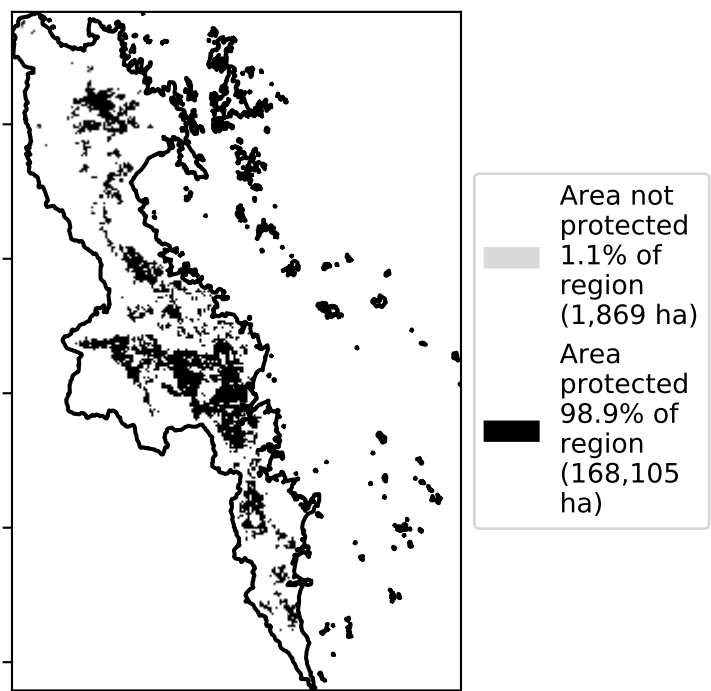 Area not
protected
1.1% of
region
(1,869 ha)
Area
protected
98.9% of
region
(168,105
ha)